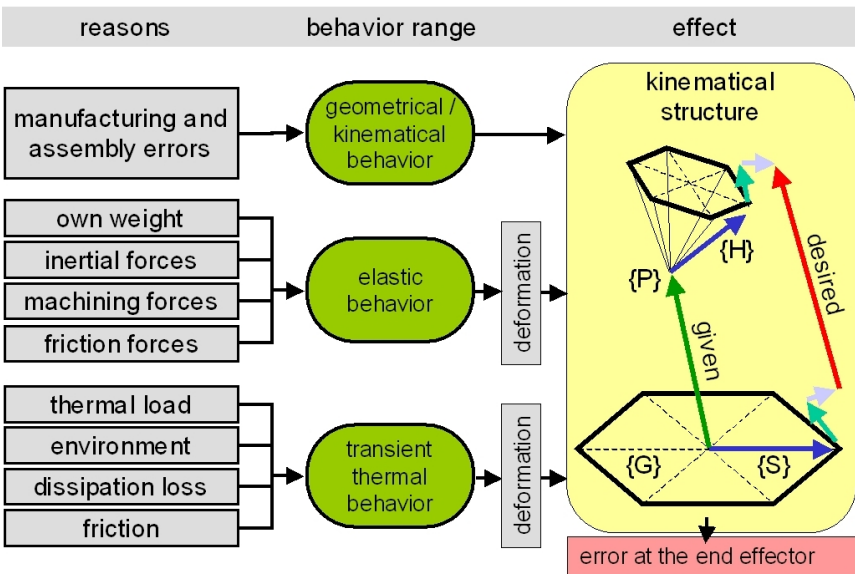 reasons
behavior range
effect
manufacturing and
assembly errors
geometrical /
kinematical
behavior
own weight
inertial forces
machining forces
friction forces
elastic
behavior
deformation
thermal load
environment
dissipation loss
friction
transient
thermal
behavior
deformation
kinematical
structure
{H}
{P}
desired
given
{G}
{S}
error at the end effector